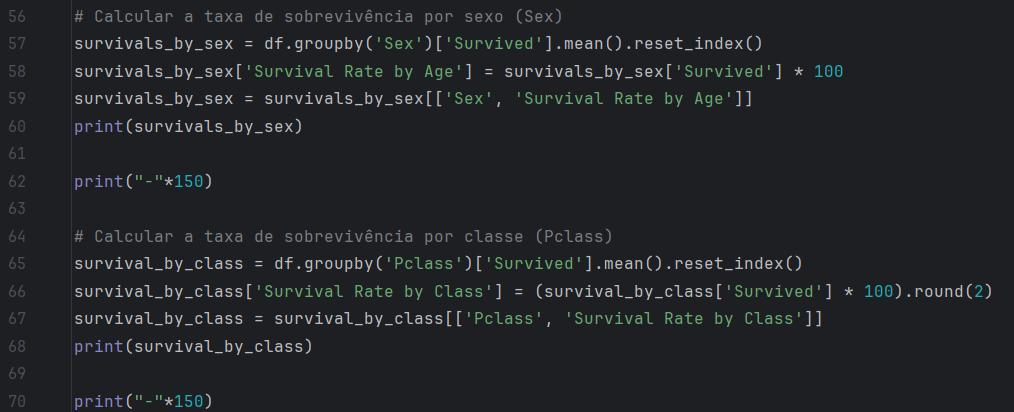 56 # Calcular a taxa de sobrevivência por sexo (Sex)
57 survivals_by_sex = df.groupby('Sex')['Survived'].mean().reset_index()
58 survivals_by_sex['Survival Rate by Age'] = survivals_by_sex['Survived'] * 100
59 survivals_by_sex = survivals_by_sex[['Sex', 'Survival Rate by Age']]
60 print(survivals_by_sex)
61
62 print("-"*150)
63
64 # Calcular a taxa de sobrevivência por classe (Pclass)
65 survival_by_class = df.groupby('Pclass')['Survived'].mean().reset_index()
66 survival_by_class['Survival Rate by Class'] = (survival_by_class['Survived'] * 100).round(2)
67 survival_by_class = survival_by_class[['Pclass', 'Survival Rate by Class']]
68 print(survival_by_class)
69
70 print("-"*150)